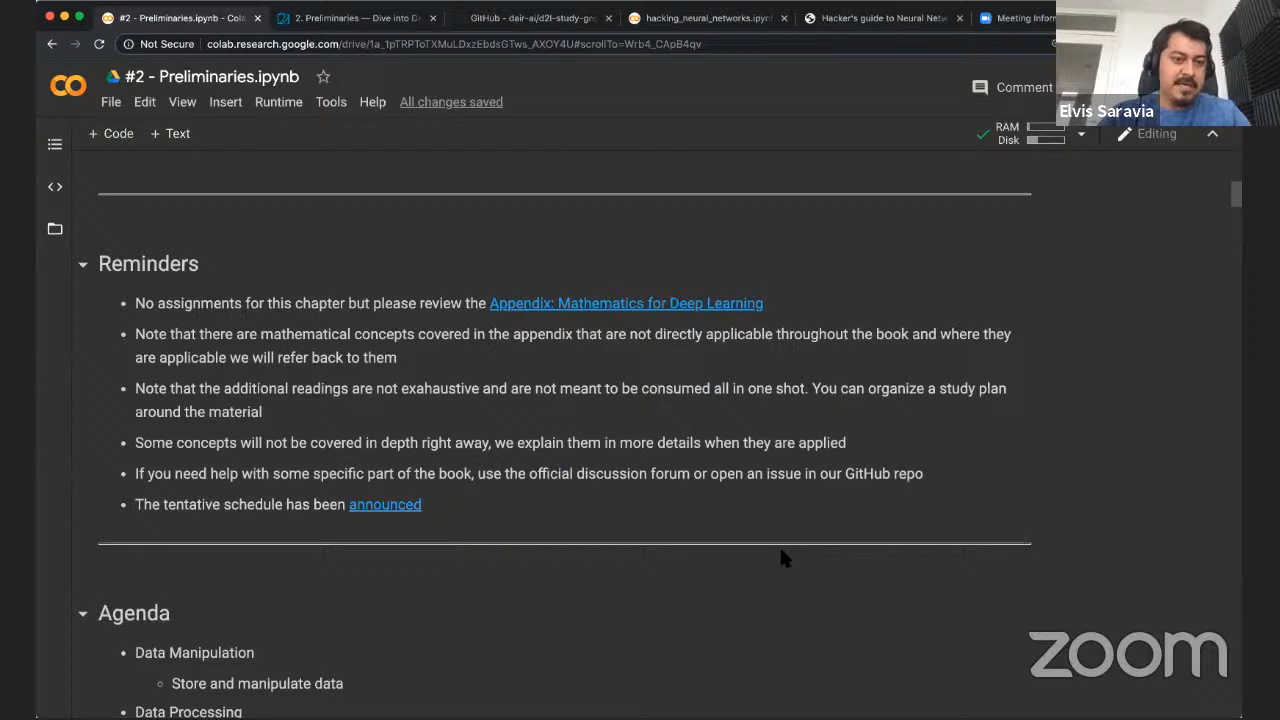 #2 - Preliminaries.ipynb - Cola
2. Preliminaries — Dive into D
GitHub - dair-ai/d2l-study-gro
hacking_neural_networks.ipynb
Hacker's guide to Neural Netw
Meeting Inform
Not Secure
colab.research.google.com/drive/1a_1pTRPToTXMuLDxzEbdsGTws_AXOY4U#scrollTo=Wrb4_CApB4qv
#2 - Preliminaries.ipynb
File Edit View Insert Runtime Tools Help All changes saved
Comment
Elvis Saravia
+ Code + Text
RAM
Disk
Editing
Reminders
No assignments for this chapter but please review the Appendix: Mathematics for Deep Learning
Note that there are mathematical concepts covered in the appendix that are not directly applicable throughout the book and where they
are applicable we will refer back to them
Note that the additional readings are not exahaustive and are not meant to be consumed all in one shot. You can organize a study plan
around the material
Some concepts will not be covered in depth right away, we explain them in more details when they are applied
If you need help with some specific part of the book, use the official discussion forum or open an issue in our GitHub repo
The tentative schedule has been announced
Agenda
Data Manipulation
Store and manipulate data
Data Processing
zoom